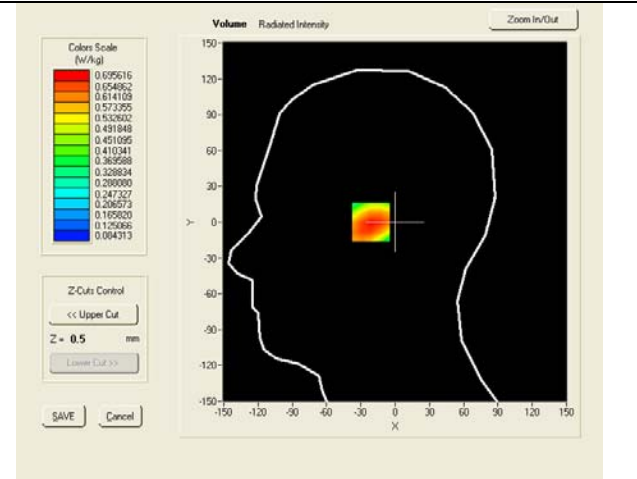 Volume Radiated Intensity
Zoom In/Out
Colors Scale
(W/kg)
0.695616
0.654862
0.614109
0.573355
0.532602
0.491848
0.451095
0.410341
0.369588
0.328834
0.288080
0.247327
0.206573
0.165820
0.125066
0.084313
Z-Cuts Control
<< Upper Cut
Z = 0.5 mm
Lower Cut >>
SAVE Cancel
150
120
90
60
30
0
-30
-60
-90
-120
-150
Y
-150 -120 -90 -60 -30 0 30 60 90 120 150
X